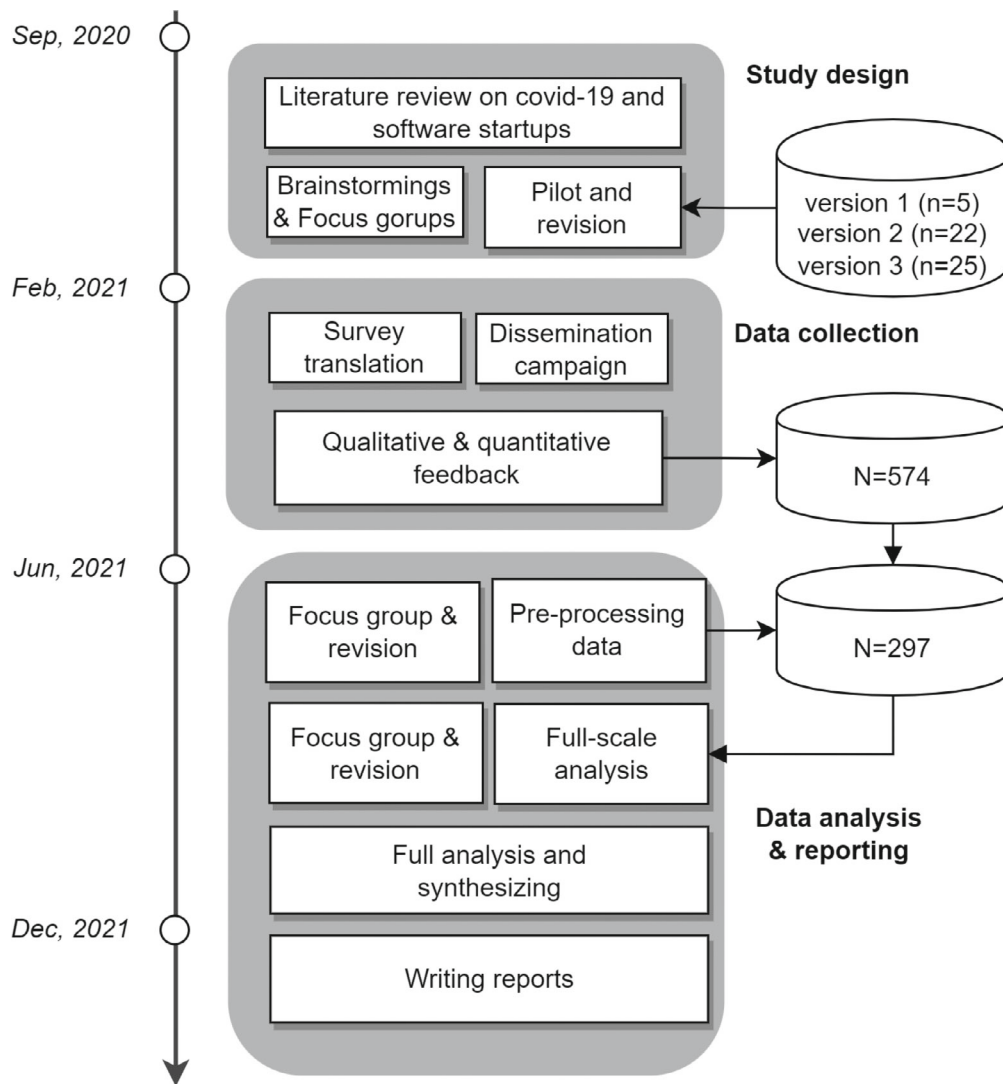 Sep, 2020
Study design
Literature review on covid-19 and
software startups
Brainstormings
& Focus gorups
Pilot and
revision
version 1 (n=5)
version 2 (n=22)
version 3 (n=25)
Feb, 2021
Data collection
Survey
translation
Dissemination
campaign
Qualitative & quantitative
feedback
N=574
Jun, 2021
Focus group &
revision
Pre-processing
data
N=297
Focus group &
revision
Full-scale
analysis
Data analysis
& reporting
Full analysis and
synthesizing
Dec, 2021
Writing reports